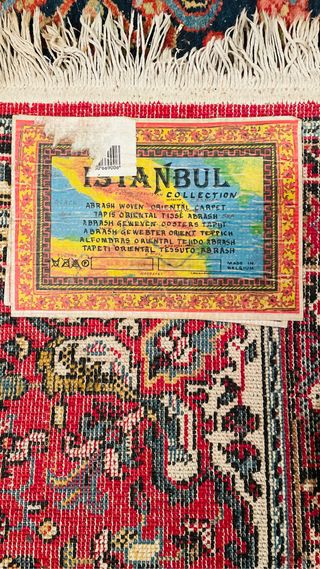 ISTANBUL
COLLECTION
ABRASH WOVEN ORIENTAL CARPET
TAPIS ORIENTAL TISSÉ ABRASH
ABRASH GEWEVEN OOSTERS TAPIJT
ABRASH GEWEBTER ORIENT TEPPICH
ALFOMBRAS ORIENTAL TEJIDO ABRASH
TAPETI ORIENTAL TESSUTO ABRASH
MADE IN
BELGIUM